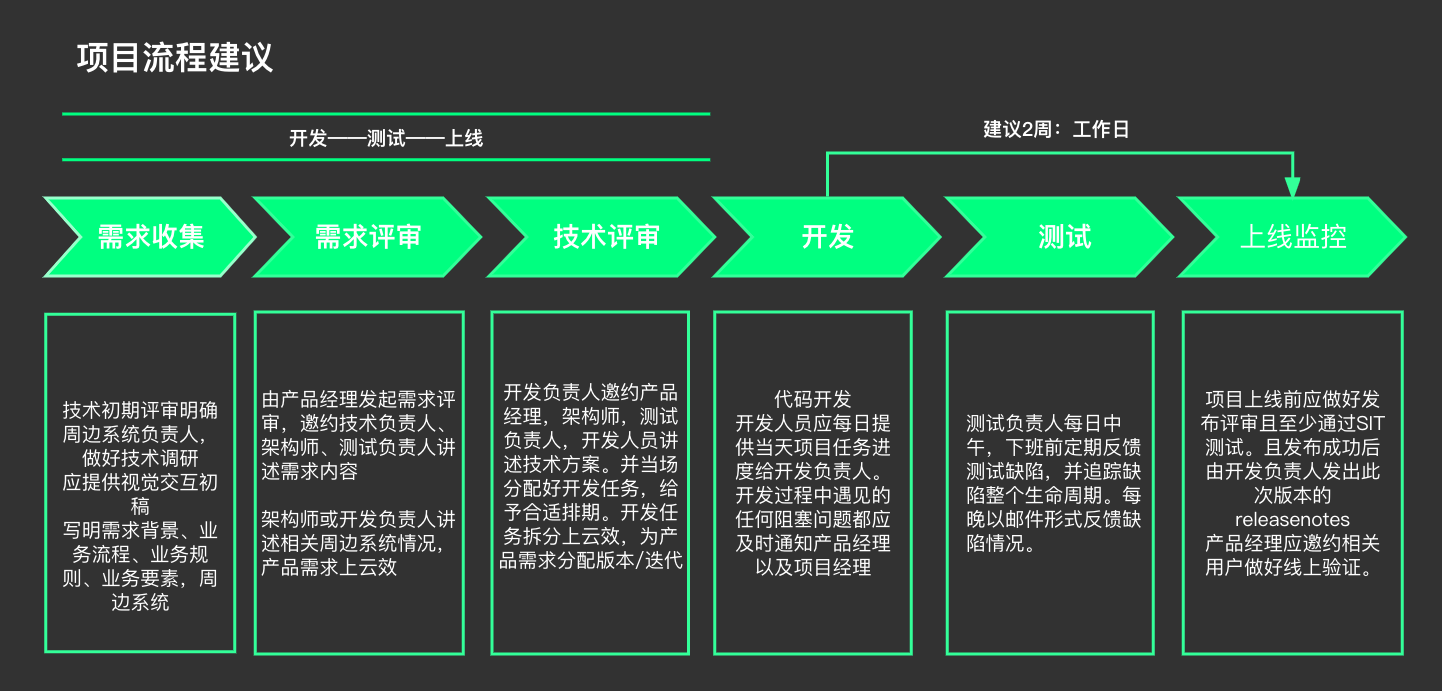 项目流程建议
开发——测试——上线
建议2周：工作日
需求收集
需求评审
技术评审
开发
测试
上线监控
技术初期评审明确
周边系统负责人，
做好技术调研
应提供视觉交互初
稿
写明需求背景、业
务流程、业务规
则、业务要素，周
边系统
由产品经理发起需求评
审，邀约技术负责人、
架构师、测试负责人讲
述需求内容
架构师或开发负责人讲
述相关周边系统情况，
产品需求上云效
开发负责人邀约产品
经理，架构师，测试
负责人，开发人员讲
述技术方案。并当场
分配好开发任务，给
予合适排期。开发任
务拆分上云效，为产
品需求分配版本/迭代
代码开发
开发人员应每日提
供当天项目任务进
度给开发负责人。
开发过程中遇见的
任何阻塞问题都应
及时通知产品经理
以及项目经理
测试负责人每日中
午，下班前定期反馈
测试缺陷，并追踪缺
陷整个生命周期。每
晚以邮件形式反馈缺
陷情况。
项目上线前应做好发
布评审且至少通过SIT
测试。且发布成功后
由开发负责人发出此
次版本的
releasenotes
产品经理应邀约相关
用户做好线上验证。